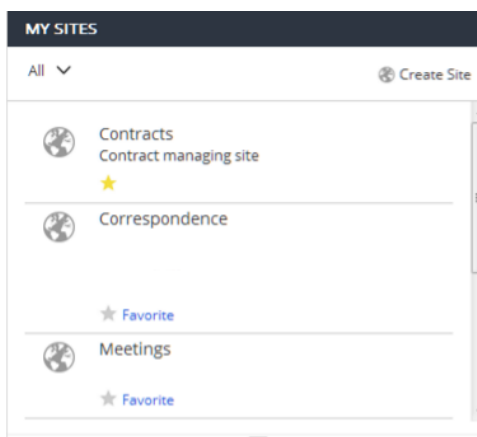 MY SITES
All
Create Site
Contracts
Contract managing site
Correspondence
Favorite
Meetings
Favorite